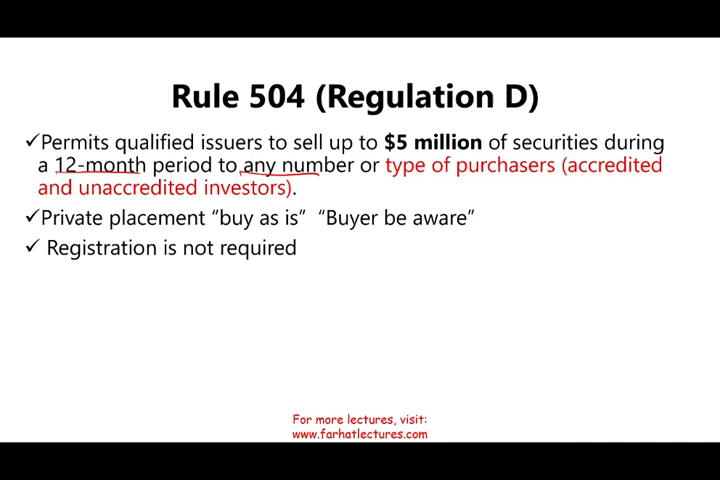 Rule 504 (Regulation D)
✓Permits qualified issuers to sell up to $5 million of securities during
a 12-month period to any number or type of purchasers (accredited
and unaccredited investors).
✓Private placement “buy as is” “Buyer be aware”
✓ Registration is not required
For more lectures, visit:
www.farhatlectures.com